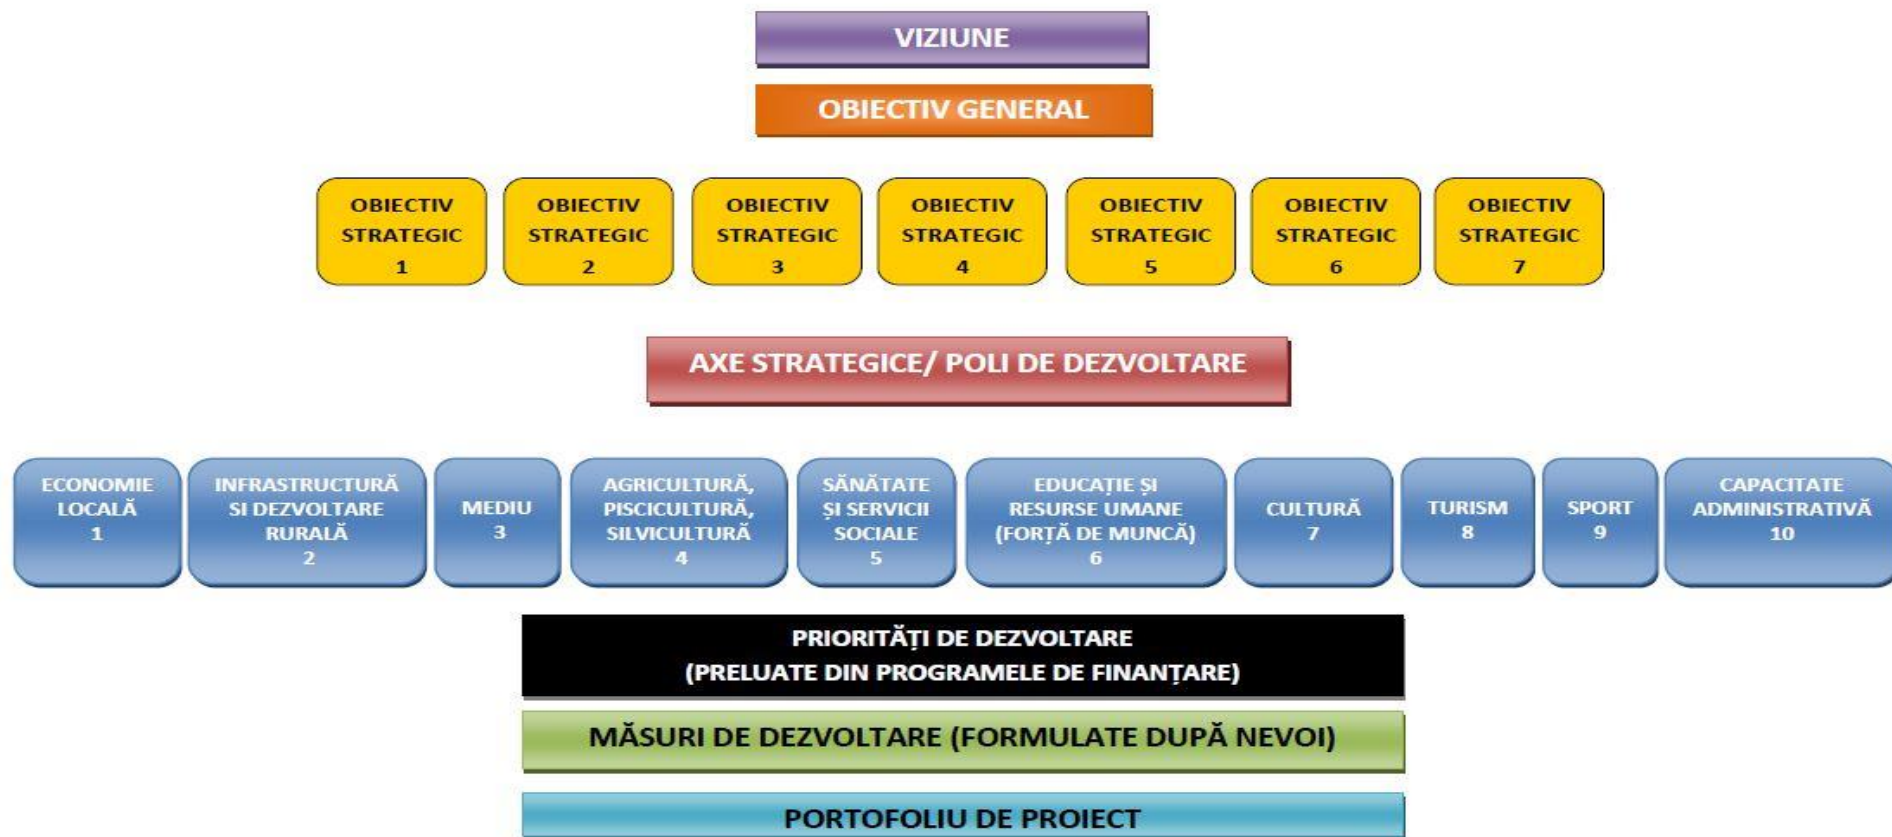 VIZIUNE
OBIECTIV GENERAL
OBIECTIV
STRATEGIC
1
OBIECTIV
STRATEGIC
2
OBIECTIV
STRATEGIC
3
OBIECTIV
STRATEGIC
4
OBIECTIV
STRATEGIC
5
OBIECTIV
STRATEGIC
6
OBIECTIV
STRATEGIC
7
AXE STRATEGICE/ POLI DE DEZVOLTARE
ECONOMIE
LOCALĂ
1
INFRASTRUCTURĂ
SI DEZVOLTARE
RURALĂ
2
MEDIU
3
AGRICULTURĂ,
PISCICULTURĂ,
SILVICULTURĂ
4
SĂNĂTATE
ȘI SERVICII
SOCIALE
5
EDUCAȚIE ȘI
RESURSE UMANE
(FORȚĂ DE MUNCĂ)
6
CULTURĂ
7
TURISM
8
SPORT
9
CAPACITATE
ADMINISTRATIVĂ
10
PRIORITĂȚI DE DEZVOLTARE
(PRELUATE DIN PROGRAMELE DE FINANȚARE)
MĂSURI DE DEZVOLTARE (FORMULATE DUPĂ NEVOI)
PORTOFOLIU DE PROIECT